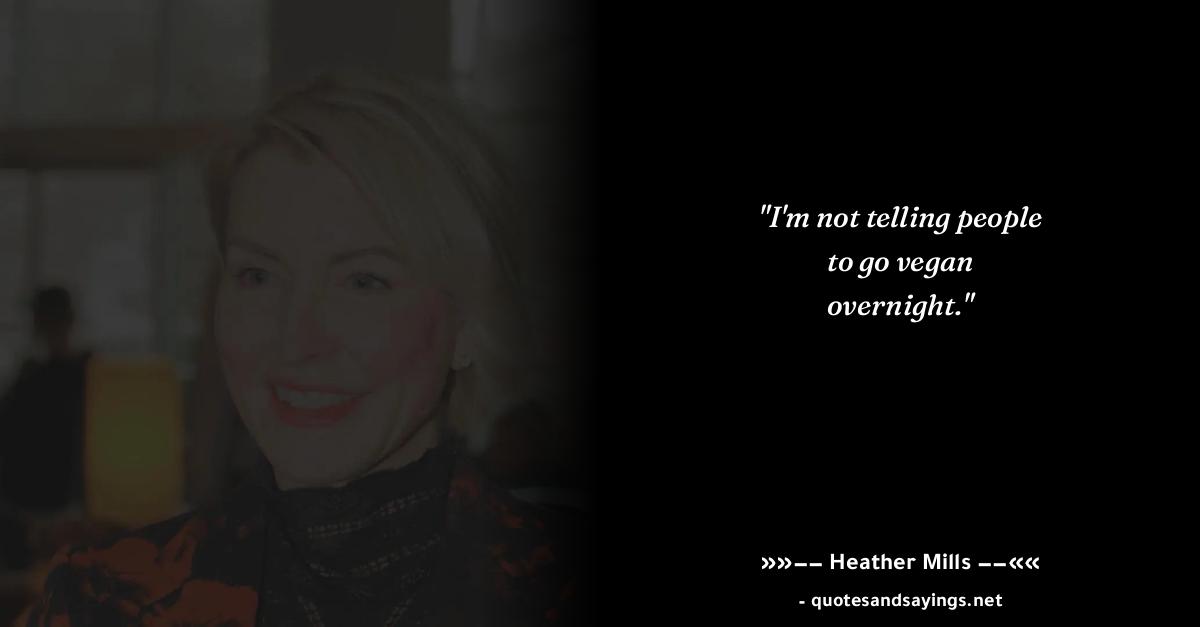 "I'm not telling people
to go vegan
overnight."
»»−− Heather Mills −−««
- quotesandsayings.net